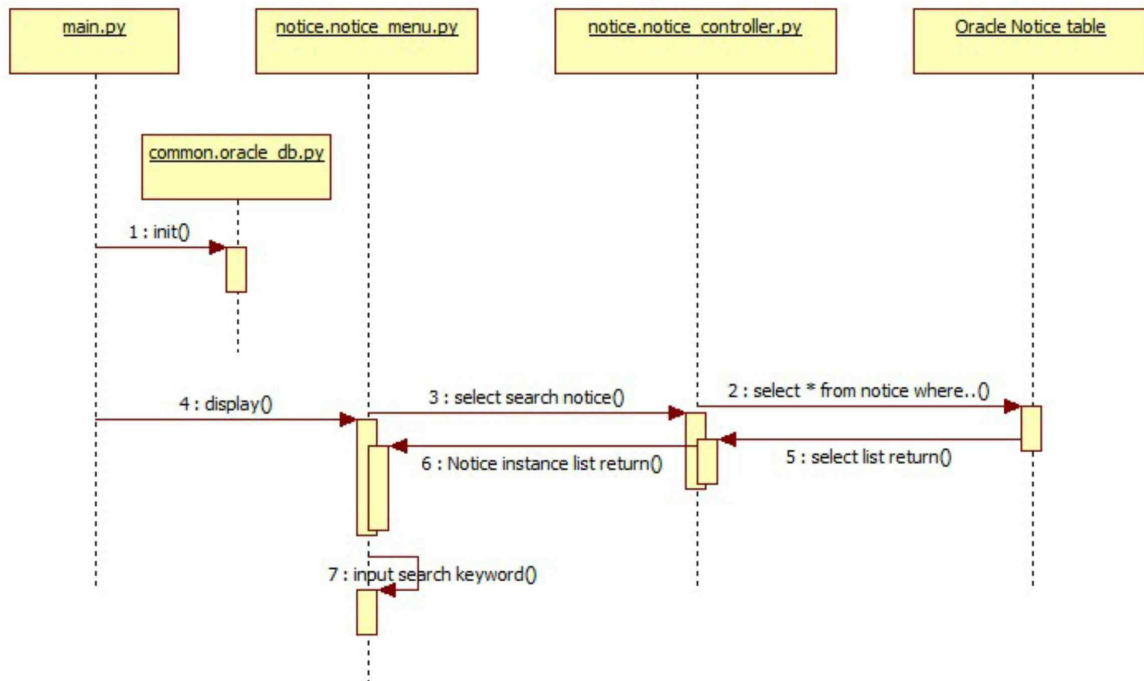 main.py
notice.notice_menu.py
notice.notice_controller.py
Oracle Notice table
common.oracle_db.py
1 : init()
2 : select * from notice where..()
3 : select search notice()
4 : display()
5 : select list return()
6 : Notice instance list return()
7 : input search keyword()